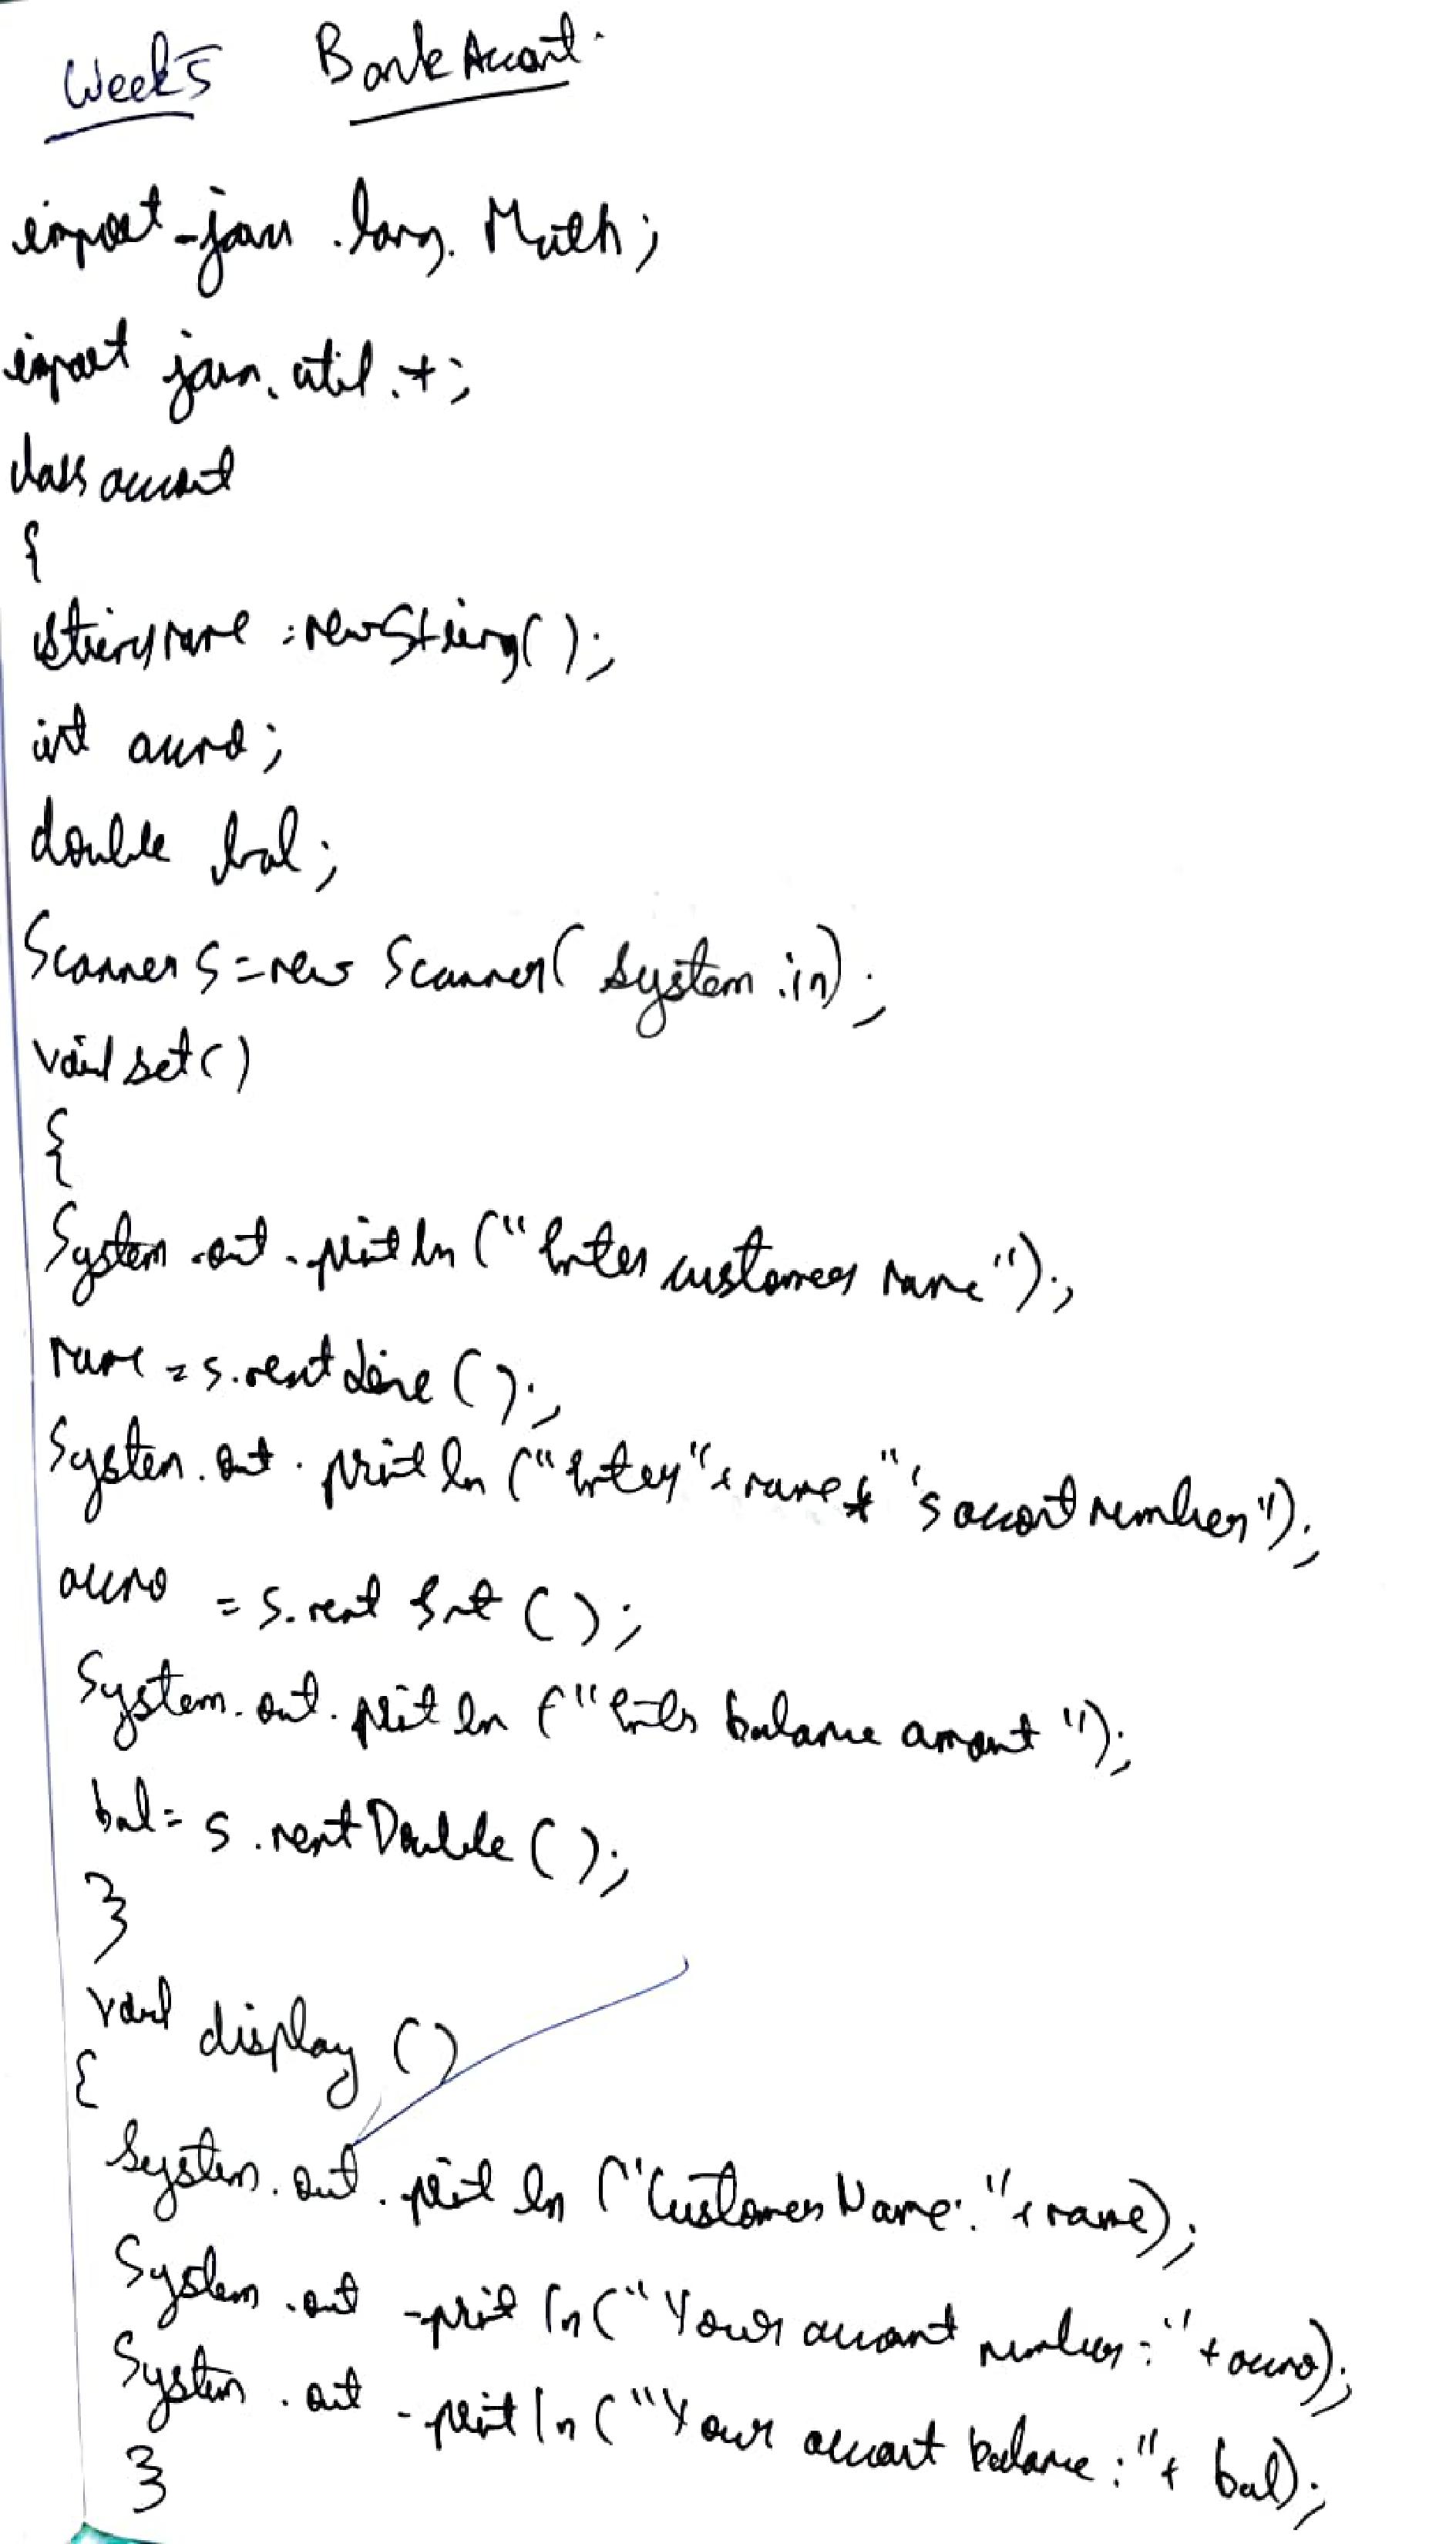 Week5 Bank Account.
import java.lang.Math;
import java.util.*;
class account
{
String name = new String();
int accno;
double bal;
Scanner s = new Scanner(System.in);
void set()
{
System.out.println("Enter customer name");
name = s.nextLine();
System.out.println("Enter"+name+"'s account number");
accno = s.nextInt();
System.out.println("Enter balance amount");
bal = s.nextDouble();
}
void display()
{
System.out.println("Customer Name:"+name);
System.out.println("Your account number:"+accno);
System.out.println("Your account balance:"+bal);
}